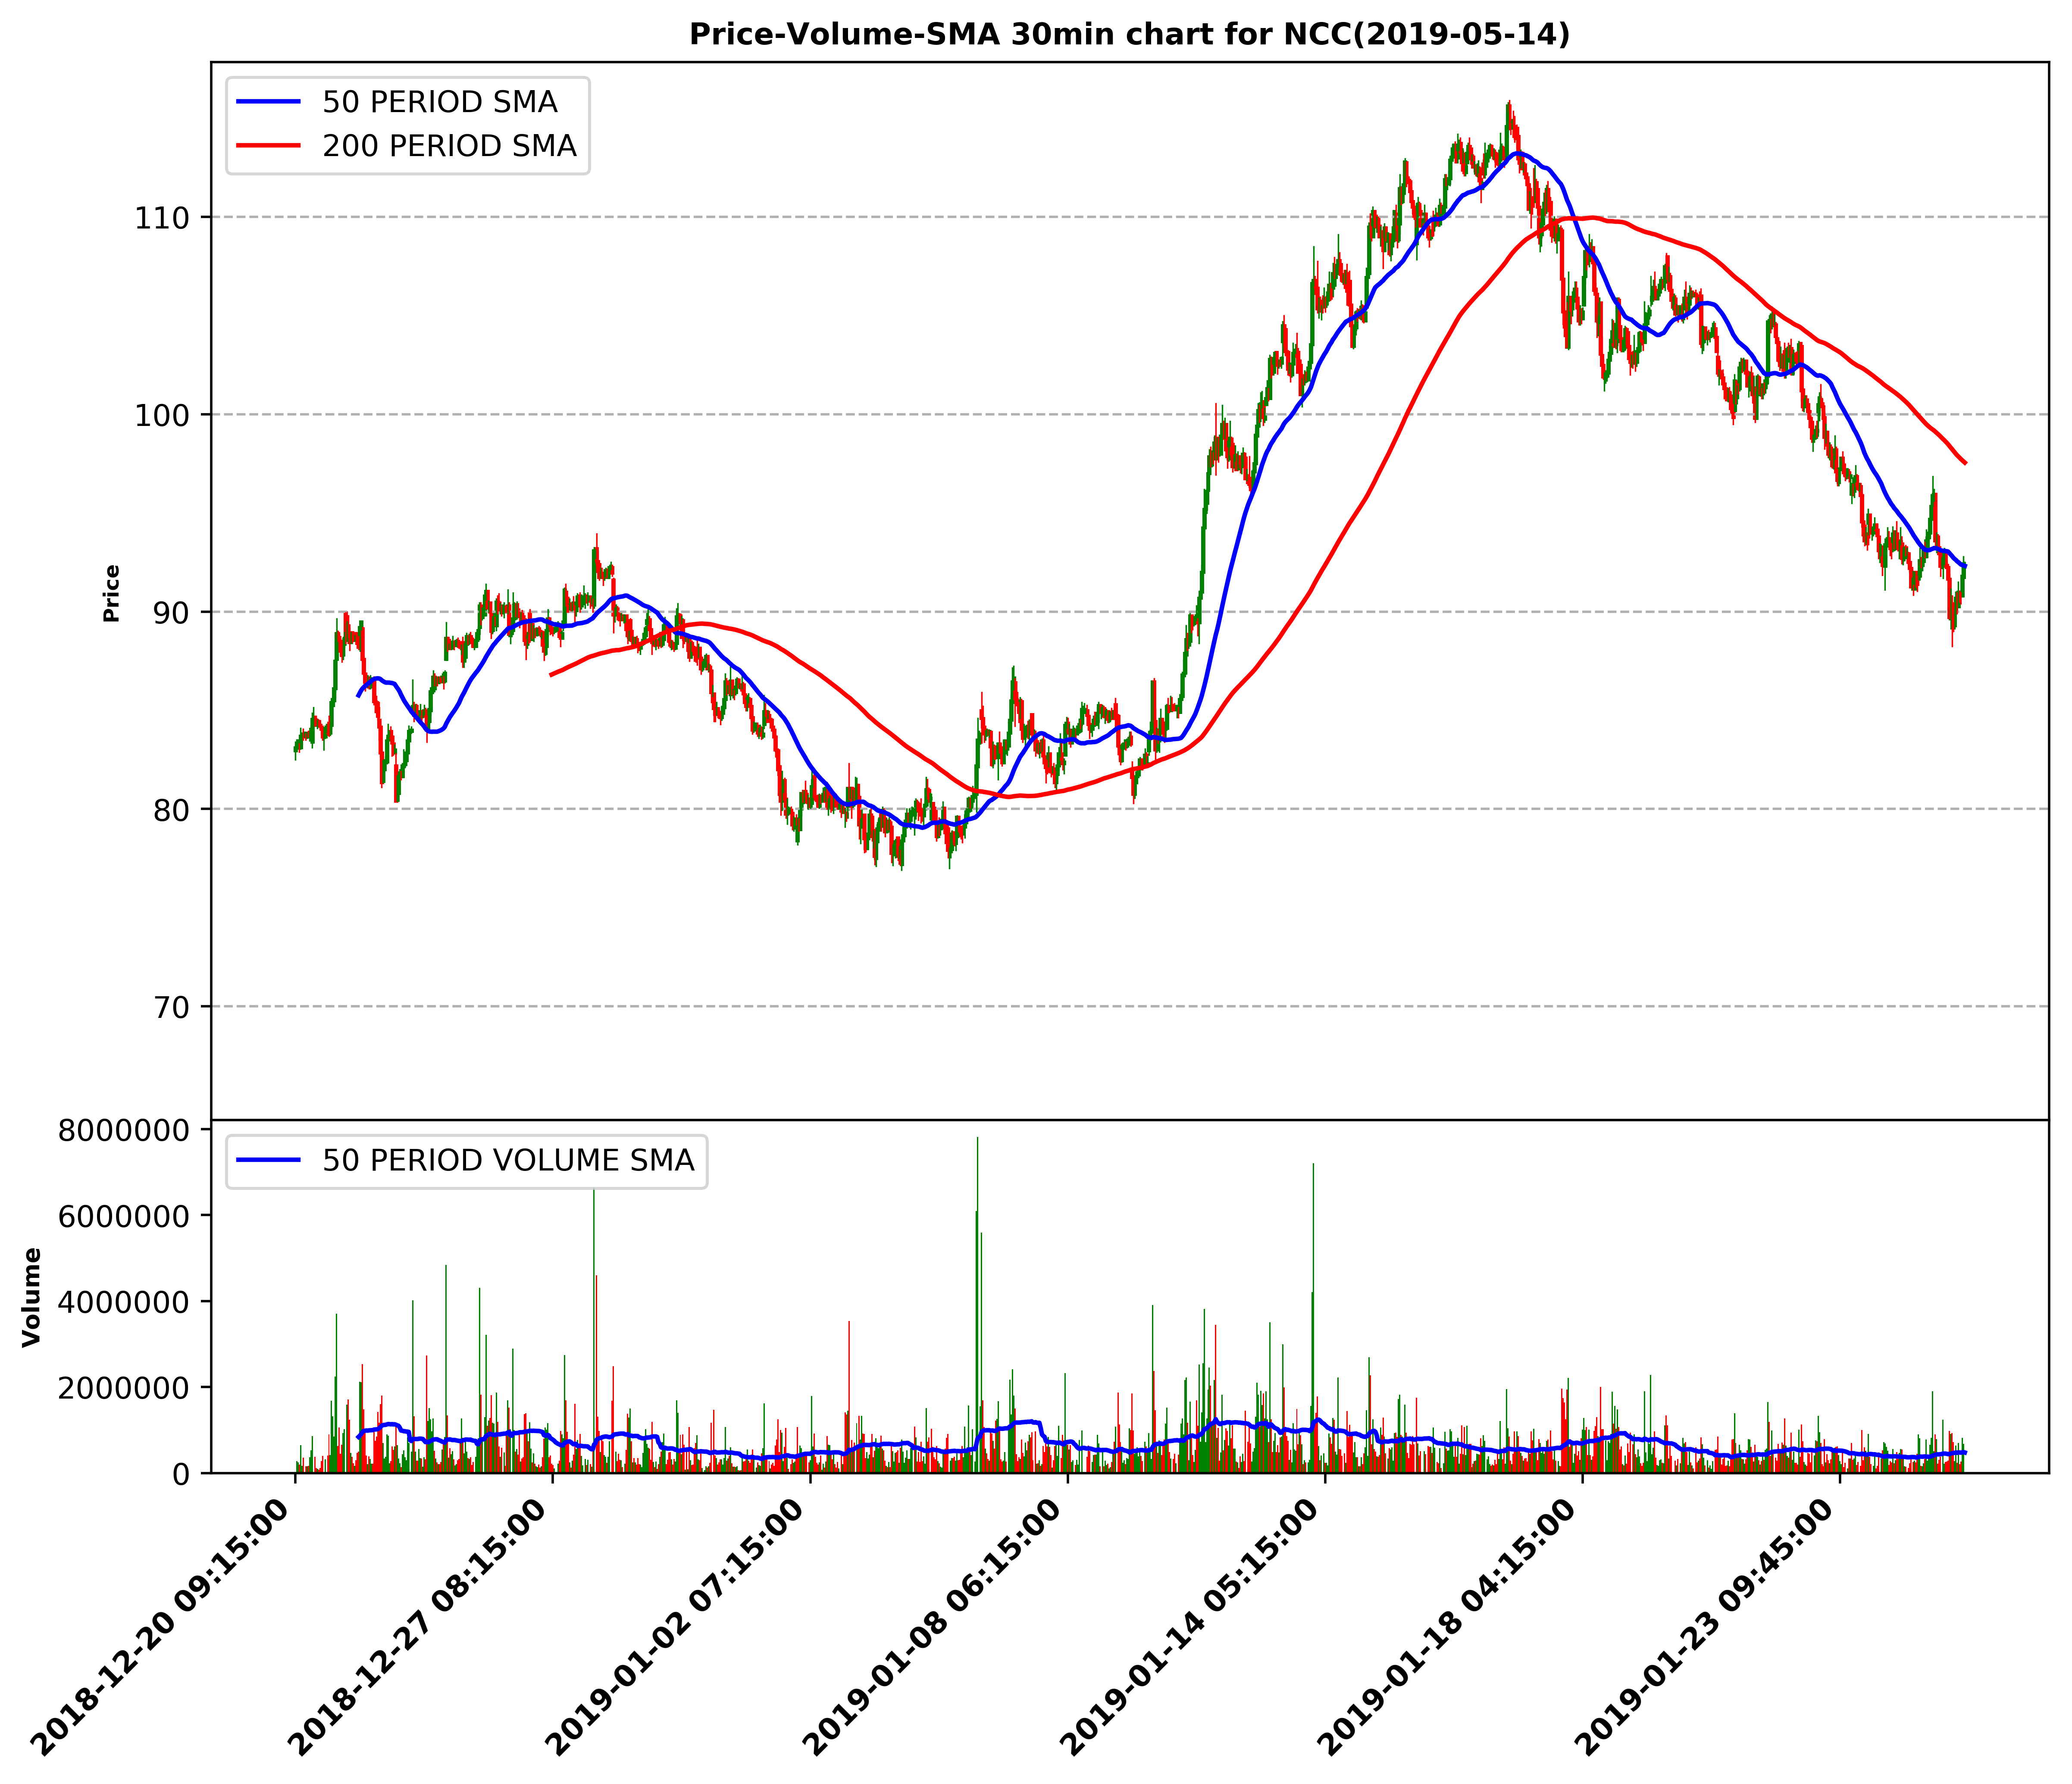 Price-Volume-SMA 30min chart for NCC(2019-05-14)
50 PERIOD SMA
200 PERIOD SMA
110
100
90
80
70
Price
8000000
6000000
4000000
2000000
0
Volume
50 PERIOD VOLUME SMA
2018-12-20 09:15:00
2018-12-27 08:15:00
2019-01-02 07:15:00
2019-01-08 06:15:00
2019-01-14 05:15:00
2019-01-18 04:15:00
2019-01-23 09:45:00